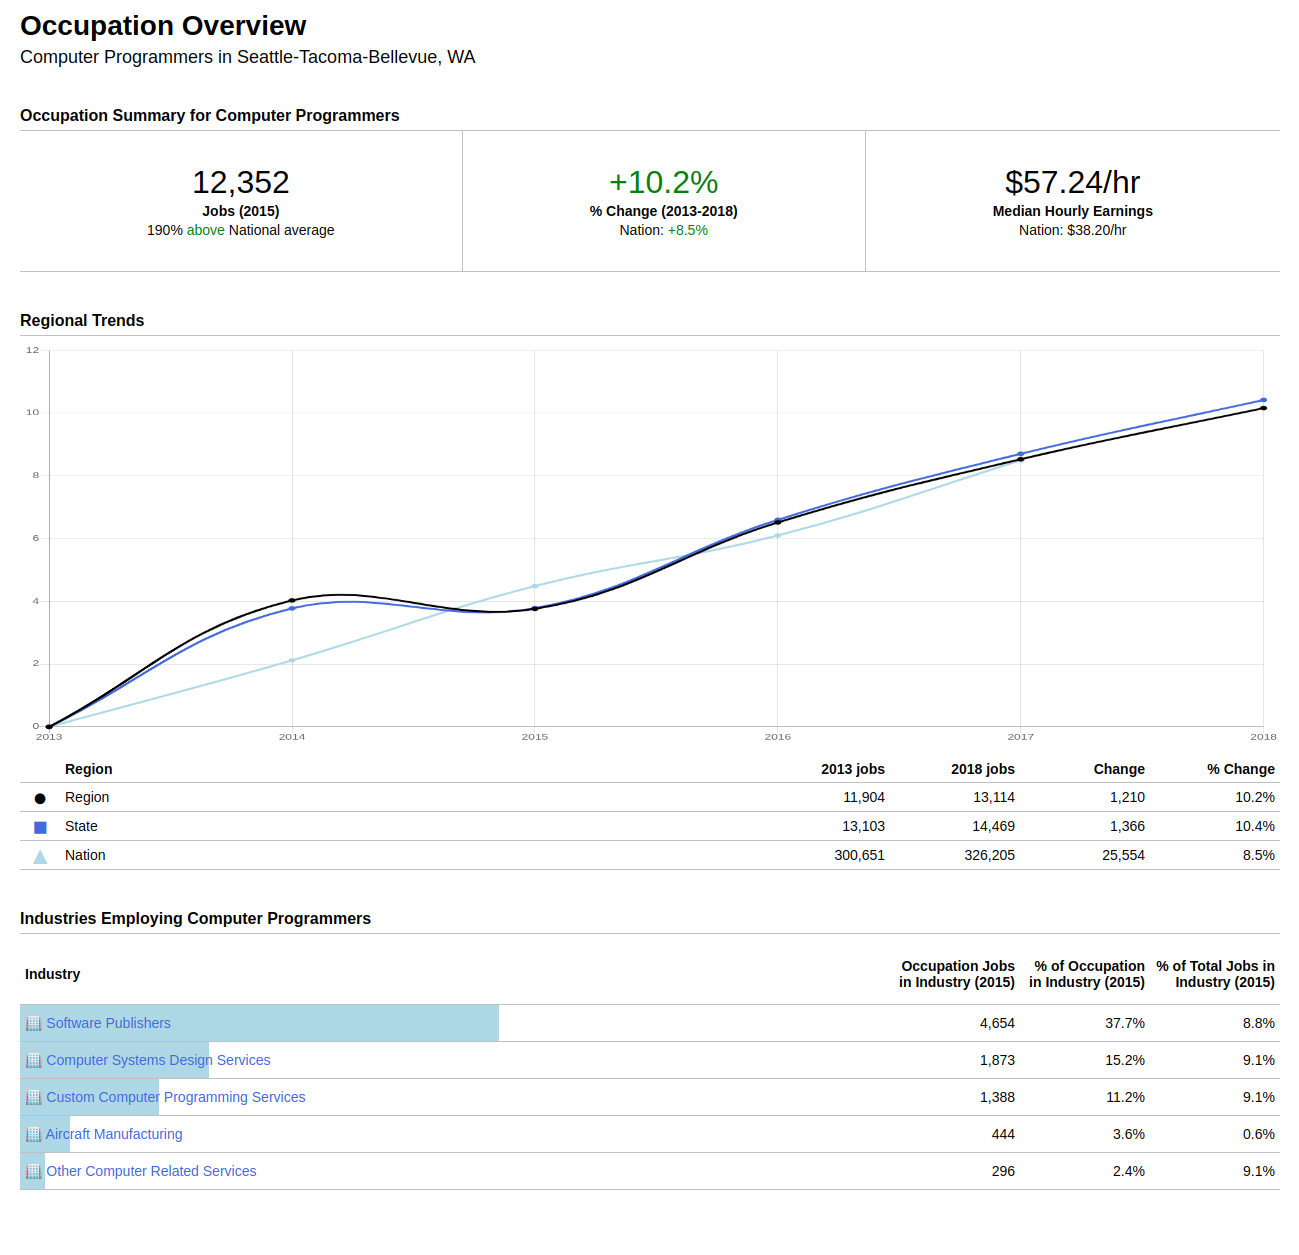 Occupation Overview
Computer Programmers in Seattle-Tacoma-Bellevue, WA
Occupation Summary for Computer Programmers
12,352
Jobs (2015)
190% above National average
+10.2%
% Change (2013-2018)
Nation: +8.5%
$57.24/hr
Median Hourly Earnings
Nation: $38.20/hr
Regional Trends
12
10
8
6
4
2
0
2013 2014 2015 2016 2017 2018
Region 2013 jobs 2018 jobs Change % Change
Region 11,904 13,114 1,210 10.2%
State 13,103 14,469 1,366 10.4%
Nation 300,651 326,205 25,554 8.5%
Industries Employing Computer Programmers
Industry
Occupation Jobs
in Industry (2015)
% of Occupation
in Industry (2015)
% of Total Jobs in
Industry (2015)
Software Publishers 4,654 37.7% 8.8%
Computer Systems Design Services 1,873 15.2% 9.1%
Custom Computer Programming Services 1,388 11.2% 9.1%
Aircraft Manufacturing 444 3.6% 0.6%
Other Computer Related Services 296 2.4% 9.1%